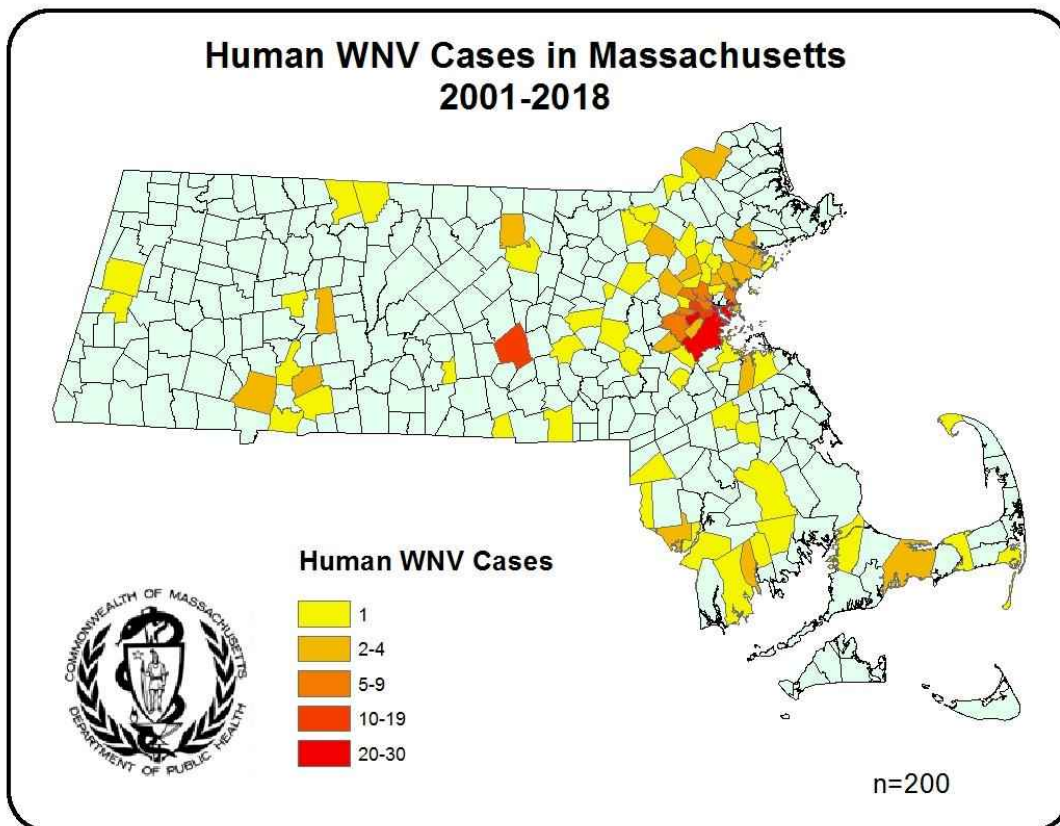 Human WNV Cases in Massachusetts
2001-2018
Human WNV Cases
1
2-4
5-9
10-19
20-30
COMMONWEALTH OF MASSACHUSETTS
DEPARTMENT OF PUBLIC HEALTH
n=200